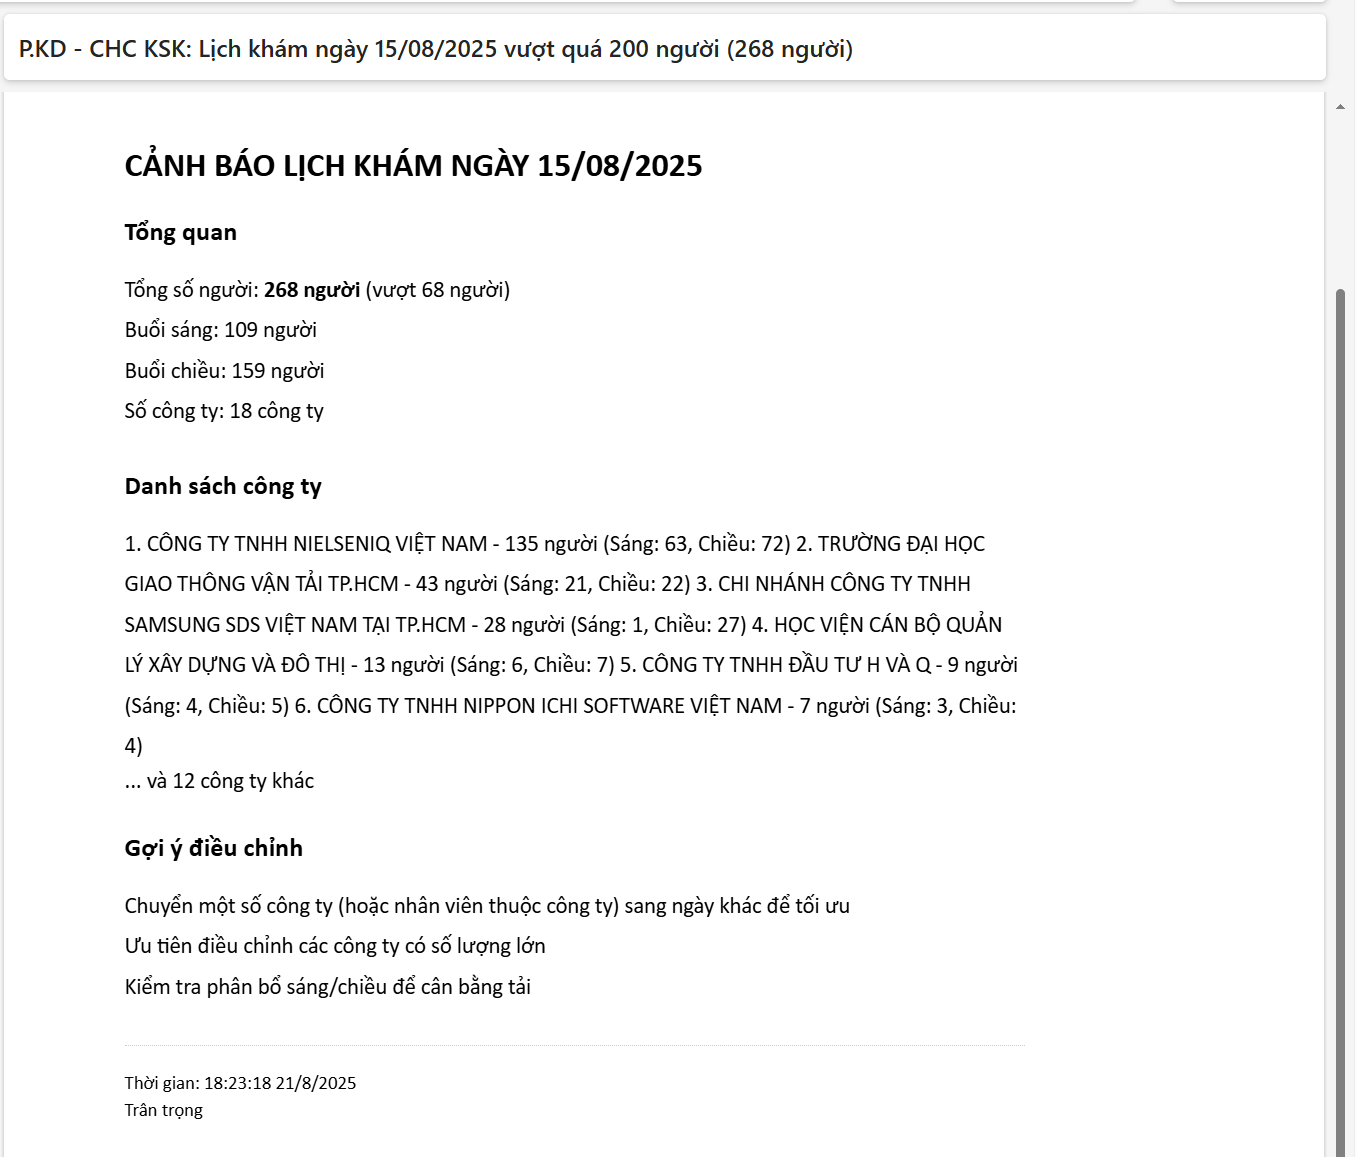 P.KD - CHC KSK: Lịch khám ngày 15/08/2025 vượt quá 200 người (268 người)
CẢNH BÁO LỊCH KHÁM NGÀY 15/08/2025
Tổng quan
Tổng số người: 268 người (vượt 68 người)
Buổi sáng: 109 người
Buổi chiều: 159 người
Số công ty: 18 công ty
Danh sách công ty
1. CÔNG TY TNHH NIELSENIQ VIỆT NAM - 135 người (Sáng: 63, Chiều: 72) 2. TRƯỜNG ĐẠI HỌC
GIAO THÔNG VẬN TẢI TP.HCM - 43 người (Sáng: 21, Chiều: 22) 3. CHI NHÁNH CÔNG TY TNHH
SAMSUNG SDS VIỆT NAM TẠI TP.HCM - 28 người (Sáng: 1, Chiều: 27) 4. HỌC VIỆN CÁN BỘ QUẢN
LÝ XÂY DỰNG VÀ ĐÔ THỊ - 13 người (Sáng: 6, Chiều: 7) 5. CÔNG TY TNHH ĐẦU TƯ H VÀ Q - 9 người
(Sáng: 4, Chiều: 5) 6. CÔNG TY TNHH NIPPON ICHI SOFTWARE VIỆT NAM - 7 người (Sáng: 3, Chiều:
4)
... và 12 công ty khác
Gợi ý điều chỉnh
Chuyển một số công ty (hoặc nhân viên thuộc công ty) sang ngày khác để tối ưu
Ưu tiên điều chỉnh các công ty có số lượng lớn
Kiểm tra phân bổ sáng/chiều để cân bằng tải
Thời gian: 18:23:18 21/8/2025
Trân trọng